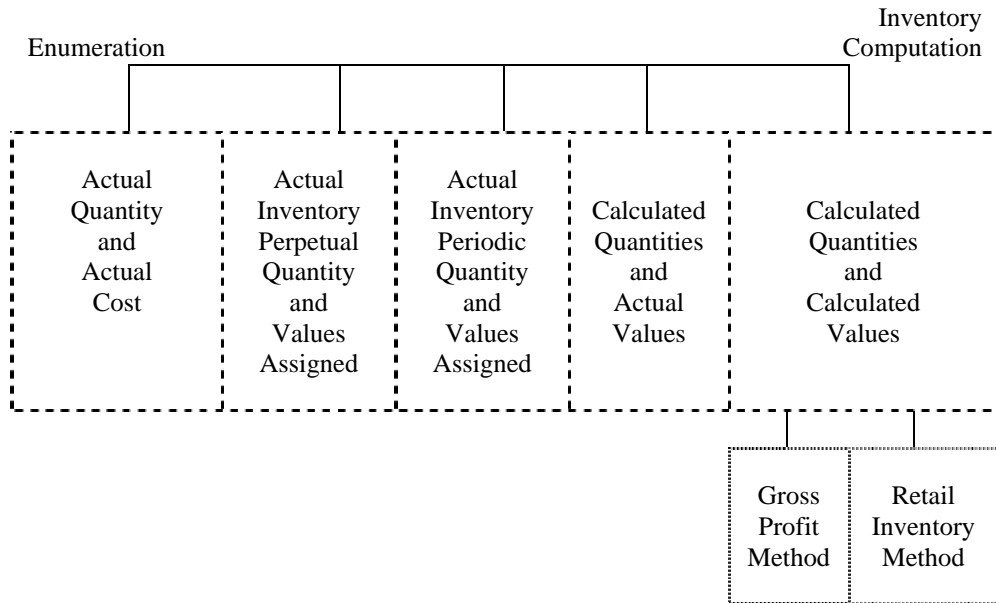 Enumeration
Inventory
Computation
Actual
Quantity
and
Actual
Cost
Actual
Inventory
Perpetual
Quantity
and
Values
Assigned
Actual
Inventory
Periodic
Quantity
and
Values
Assigned
Calculated
Quantities
and
Actual
Values
Calculated
Quantities
and
Calculated
Values
Gross
Profit
Method
Retail
Inventory
Method